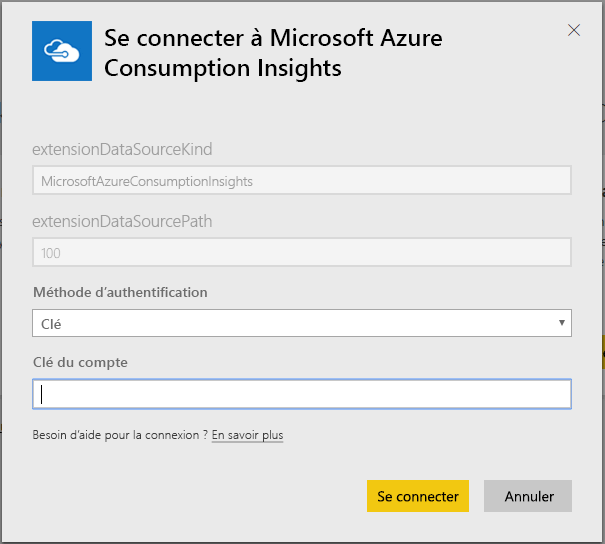 Se connecter à Microsoft Azure
Consumption Insights
extensionDataSourceKind
MicrosoftAzureConsumptionInsights
extensionDataSourcePath
100
Méthode d’authentification
Clé
Clé du compte
Besoin d’aide pour la connexion ? En savoir plus
Se connecter Annuler